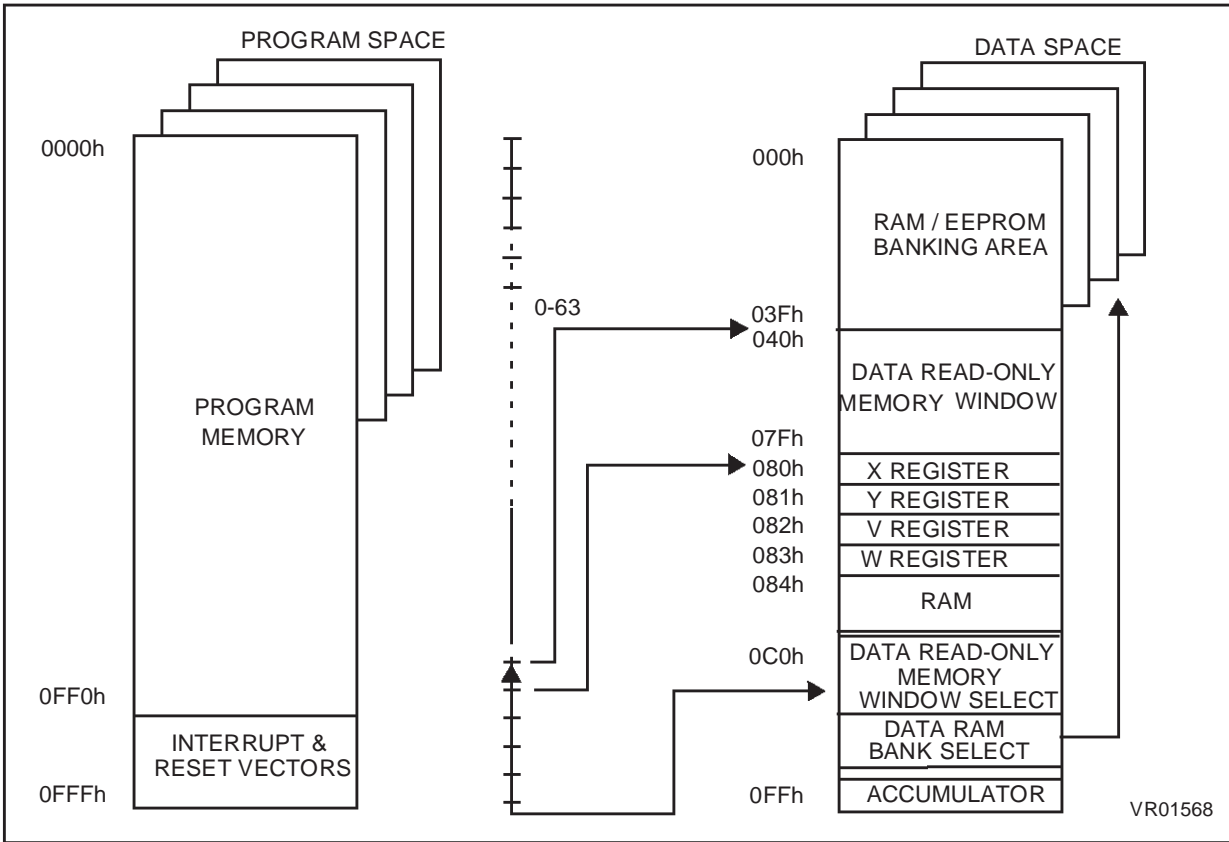 PROGRAM SPACE
0000h
PROGRAM
MEMORY
0FF0h
INTERRUPT &
RESET VECTORS
0FFFh
0-63
DATA SPACE
000h
RAM / EEPROM
BANKING AREA
03Fh
040h
DATA READ-ONLY
MEMORY WINDOW
07Fh
080h
X REGISTER
081h
Y REGISTER
082h
V REGISTER
083h
W REGISTER
084h
RAM
0C0h
DATA READ-ONLY
MEMORY
WINDOW SELECT
DATA RAM
BANK SELECT
0FFh
ACCUMULATOR
VR01568